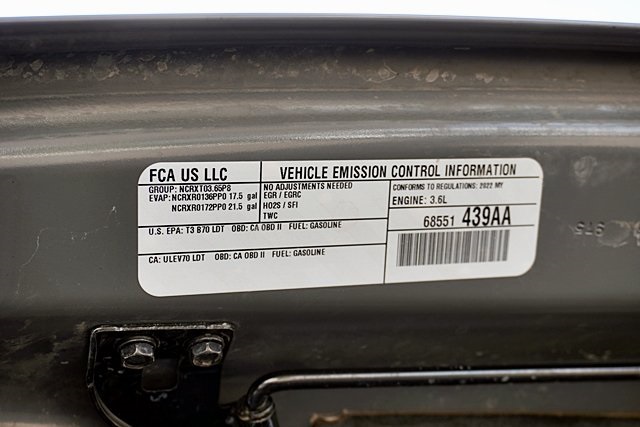 FCA US LLC
VEHICLE EMISSION CONTROL INFORMATION
GROUP: NCRXT03.65P8
EVAP: NCRXR0136PP0 17.5 gal
NCRXR0172PP0 21.5 gal
NO ADJUSTMENTS NEEDED
EGR / EGRC
HO2S / SFI
TWC
CONFORMS TO REGULATIONS: 2022 MY
ENGINE: 3.6L
68551 439AA
U.S. EPA: T3 B70 LDT OBD: CA OBD II FUEL: GASOLINE
CA: ULEV70 LDT OBD: CA OBD II FUEL: GASOLINE